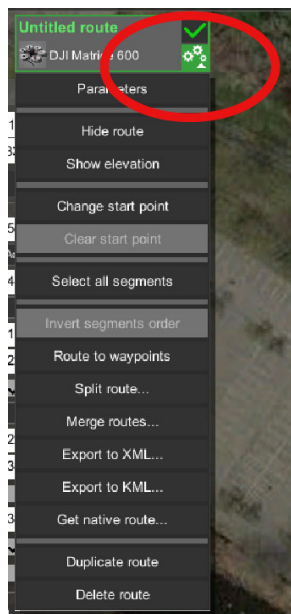 Untitled route
DJI Matrice 600
Parameters
Hide route
Show elevation
Change start point
Clear start point
Select all segments
Invert segments order
Route to waypoints
Split route...
Merge routes...
Export to XML...
Export to KML...
Get native route...
Duplicate route
Delete route